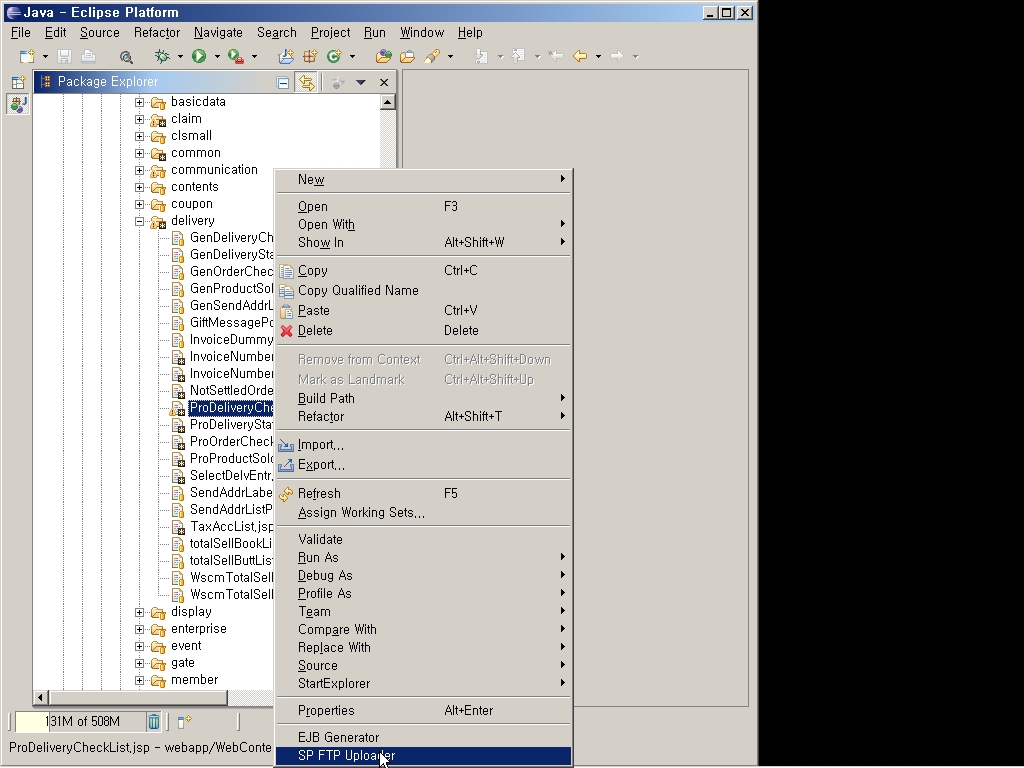 Java - Eclipse Platform
File Edit Source Refactor Navigate Search Project Run Window Help
Package Explorer
basicdata
claim
clsmall
common
communication
contents
coupon
delivery
GenDeliveryCh
GenDeliverySta
GenOrderChec
GenProductSol
GenSendAddrL
GiftMessagePo
InvoiceDummy
InvoiceNumber
InvoiceNumber
NotSettledOrde
ProDeliveryChe
ProDeliveryStat
ProOrderCheck
ProProductSolo
SelectDelvEntr,
SendAddrLabe
SendAddrListP
TaxAccList.jsp
totalSellBookLi
totalSellButtList
WscmTotalSell
WscmTotalSell
display
enterprise
event
gate
member
New
Open F3
Open With
Show In Alt+Shift+W
Copy Ctrl+C
Copy Qualified Name
Paste Ctrl+V
Delete Delete
Remove from Context Ctrl+Alt+Shift+Down
Mark as Landmark Ctrl+Alt+Shift+Up
Build Path
Refactor Alt+Shift+T
Import...
Export...
Refresh F5
Assign Working Sets...
Validate
Run As
Debug As
Profile As
Team
Compare With
Replace With
Source
StartExplorer
Properties Alt+Enter
EJB Generator
SP FTP Uploader
131M of 508M
ProDeliveryCheckList.jsp - webapp/WebConte